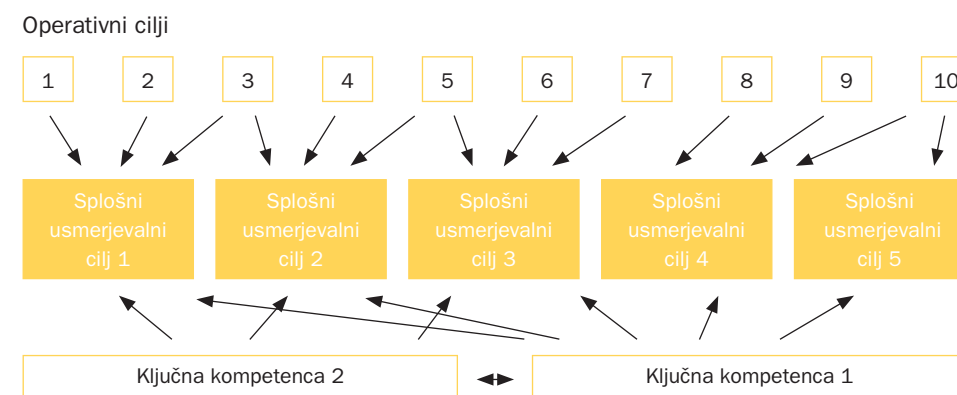 Operativni cilji
1 2 3 4 5 6 7 8 9 10
Splošni usmerjevalni cilj 1
Splošni usmerjevalni cilj 2
Splošni usmerjevalni cilj 3
Splošni usmerjevalni cilj 4
Splošni usmerjevalni cilj 5
Ključna kompetenca 2
Ključna kompetenca 1